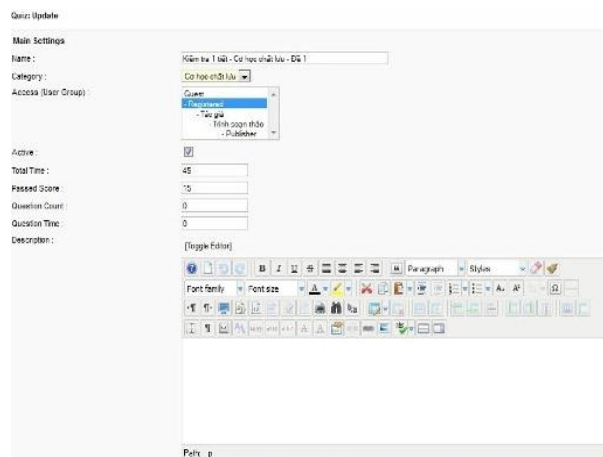 Quiz: Update
Main Settings
Name :
Kiểm tra 1 tiết - Cơ học chất lưu - Đề 1
Category :
Cơ học chất lưu
Access (User Group) :
Guest
- Registered
- Tác giả
- Trình soạn thảo
- Publisher
Active :
Total Time :
45
Passed Score :
15
Question Count :
0
Question Time :
0
Description :
[Toggle Editor]
B I U Paragraph Styles
Font family Font size
Path: p